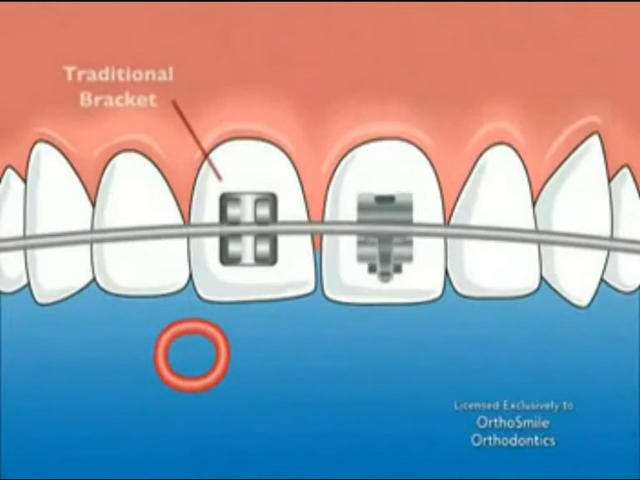 Traditional
Bracket
Licensed Exclusively to
OrthoSmile
Orthodontics